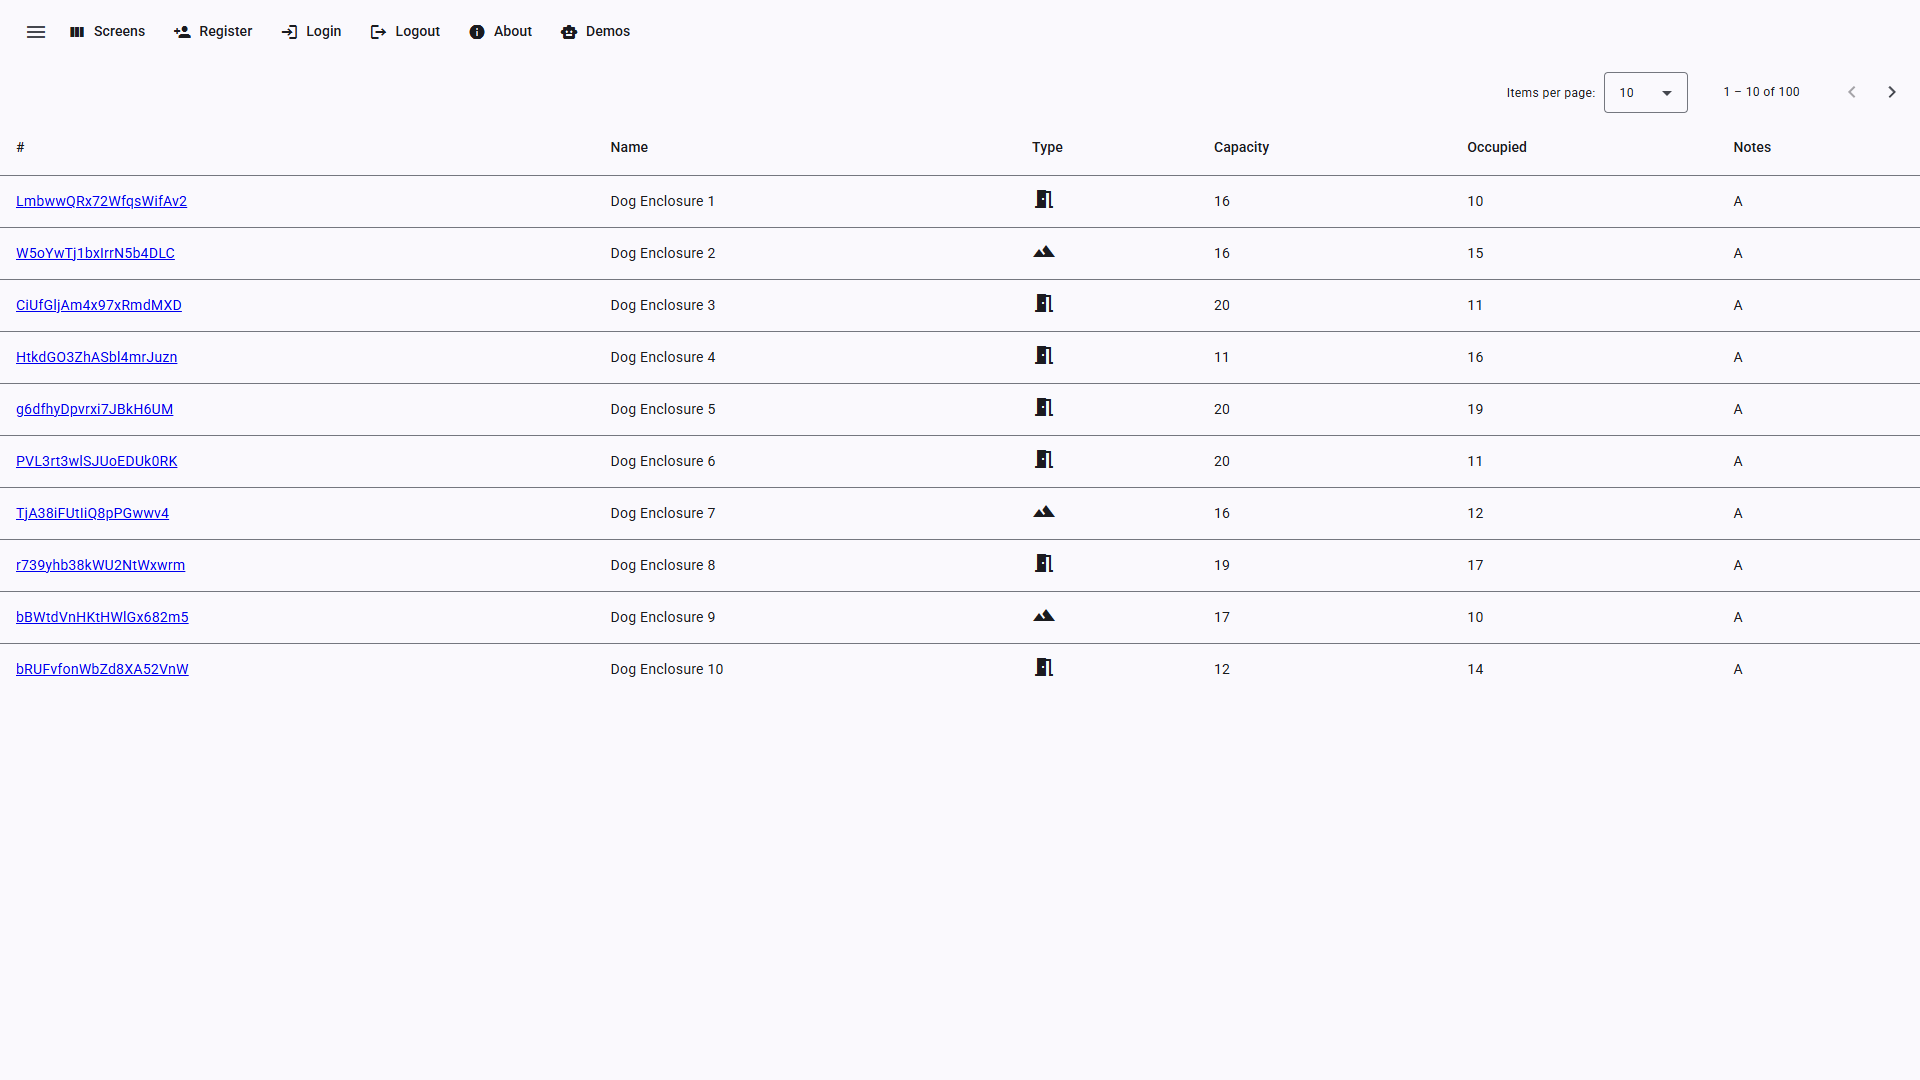 Screens Register Login Logout About Demos
Items per page: 10 1 – 10 of 100
# Name Type Capacity Occupied Notes
LmbwwQRx72WfqsWifAv2 Dog Enclosure 1 16 10 A
W5oYwTj1bxIrrN5b4DLC Dog Enclosure 2 16 15 A
CiUfGljAm4x97xRmdMXD Dog Enclosure 3 20 11 A
HtkdGO3ZhASbl4mrJuzn Dog Enclosure 4 11 16 A
g6dfhyDpvrxi7JBkH6UM Dog Enclosure 5 20 19 A
PVL3rt3wlSJUoEDUk0RK Dog Enclosure 6 20 11 A
TjA38iFUtIiQ8pPGwwv4 Dog Enclosure 7 16 12 A
r739yhb38kWU2NtWxwrm Dog Enclosure 8 19 17 A
bBWtdVnHKtHWlGx682m5 Dog Enclosure 9 17 10 A
bRUFvfonWbZd8XA52VnW Dog Enclosure 10 12 14 A